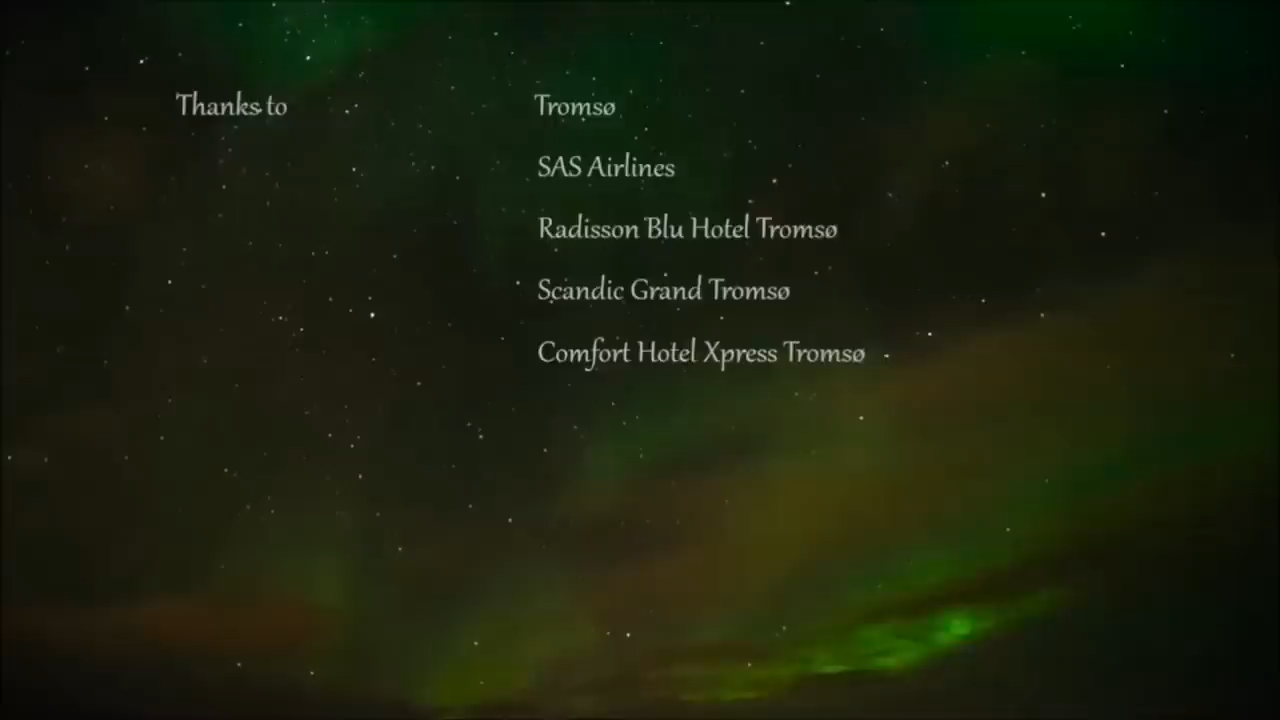 Thanks to Tromsø
SAS Airlines
Radisson Blu Hotel Tromsø
Scandic Grand Tromsø
Comfort Hotel Xpress Tromsø